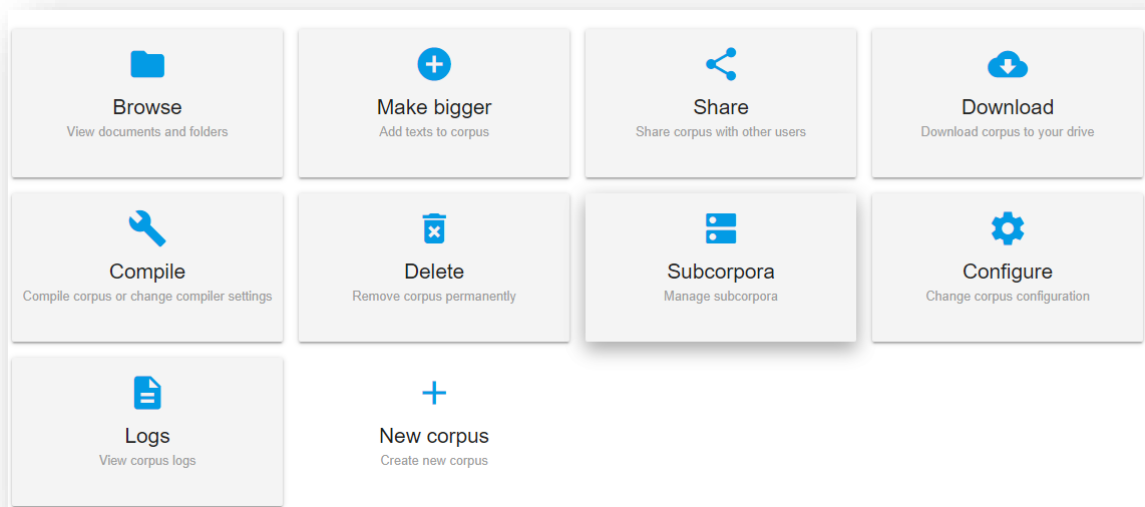 Browse
View documents and folders
Make bigger
Add texts to corpus
Share
Share corpus with other users
Download
Download corpus to your drive
Compile
Compile corpus or change compiler settings
Delete
Remove corpus permanently
Subcorpora
Manage subcorpora
Configure
Change corpus configuration
Logs
View corpus logs
New corpus
Create new corpus